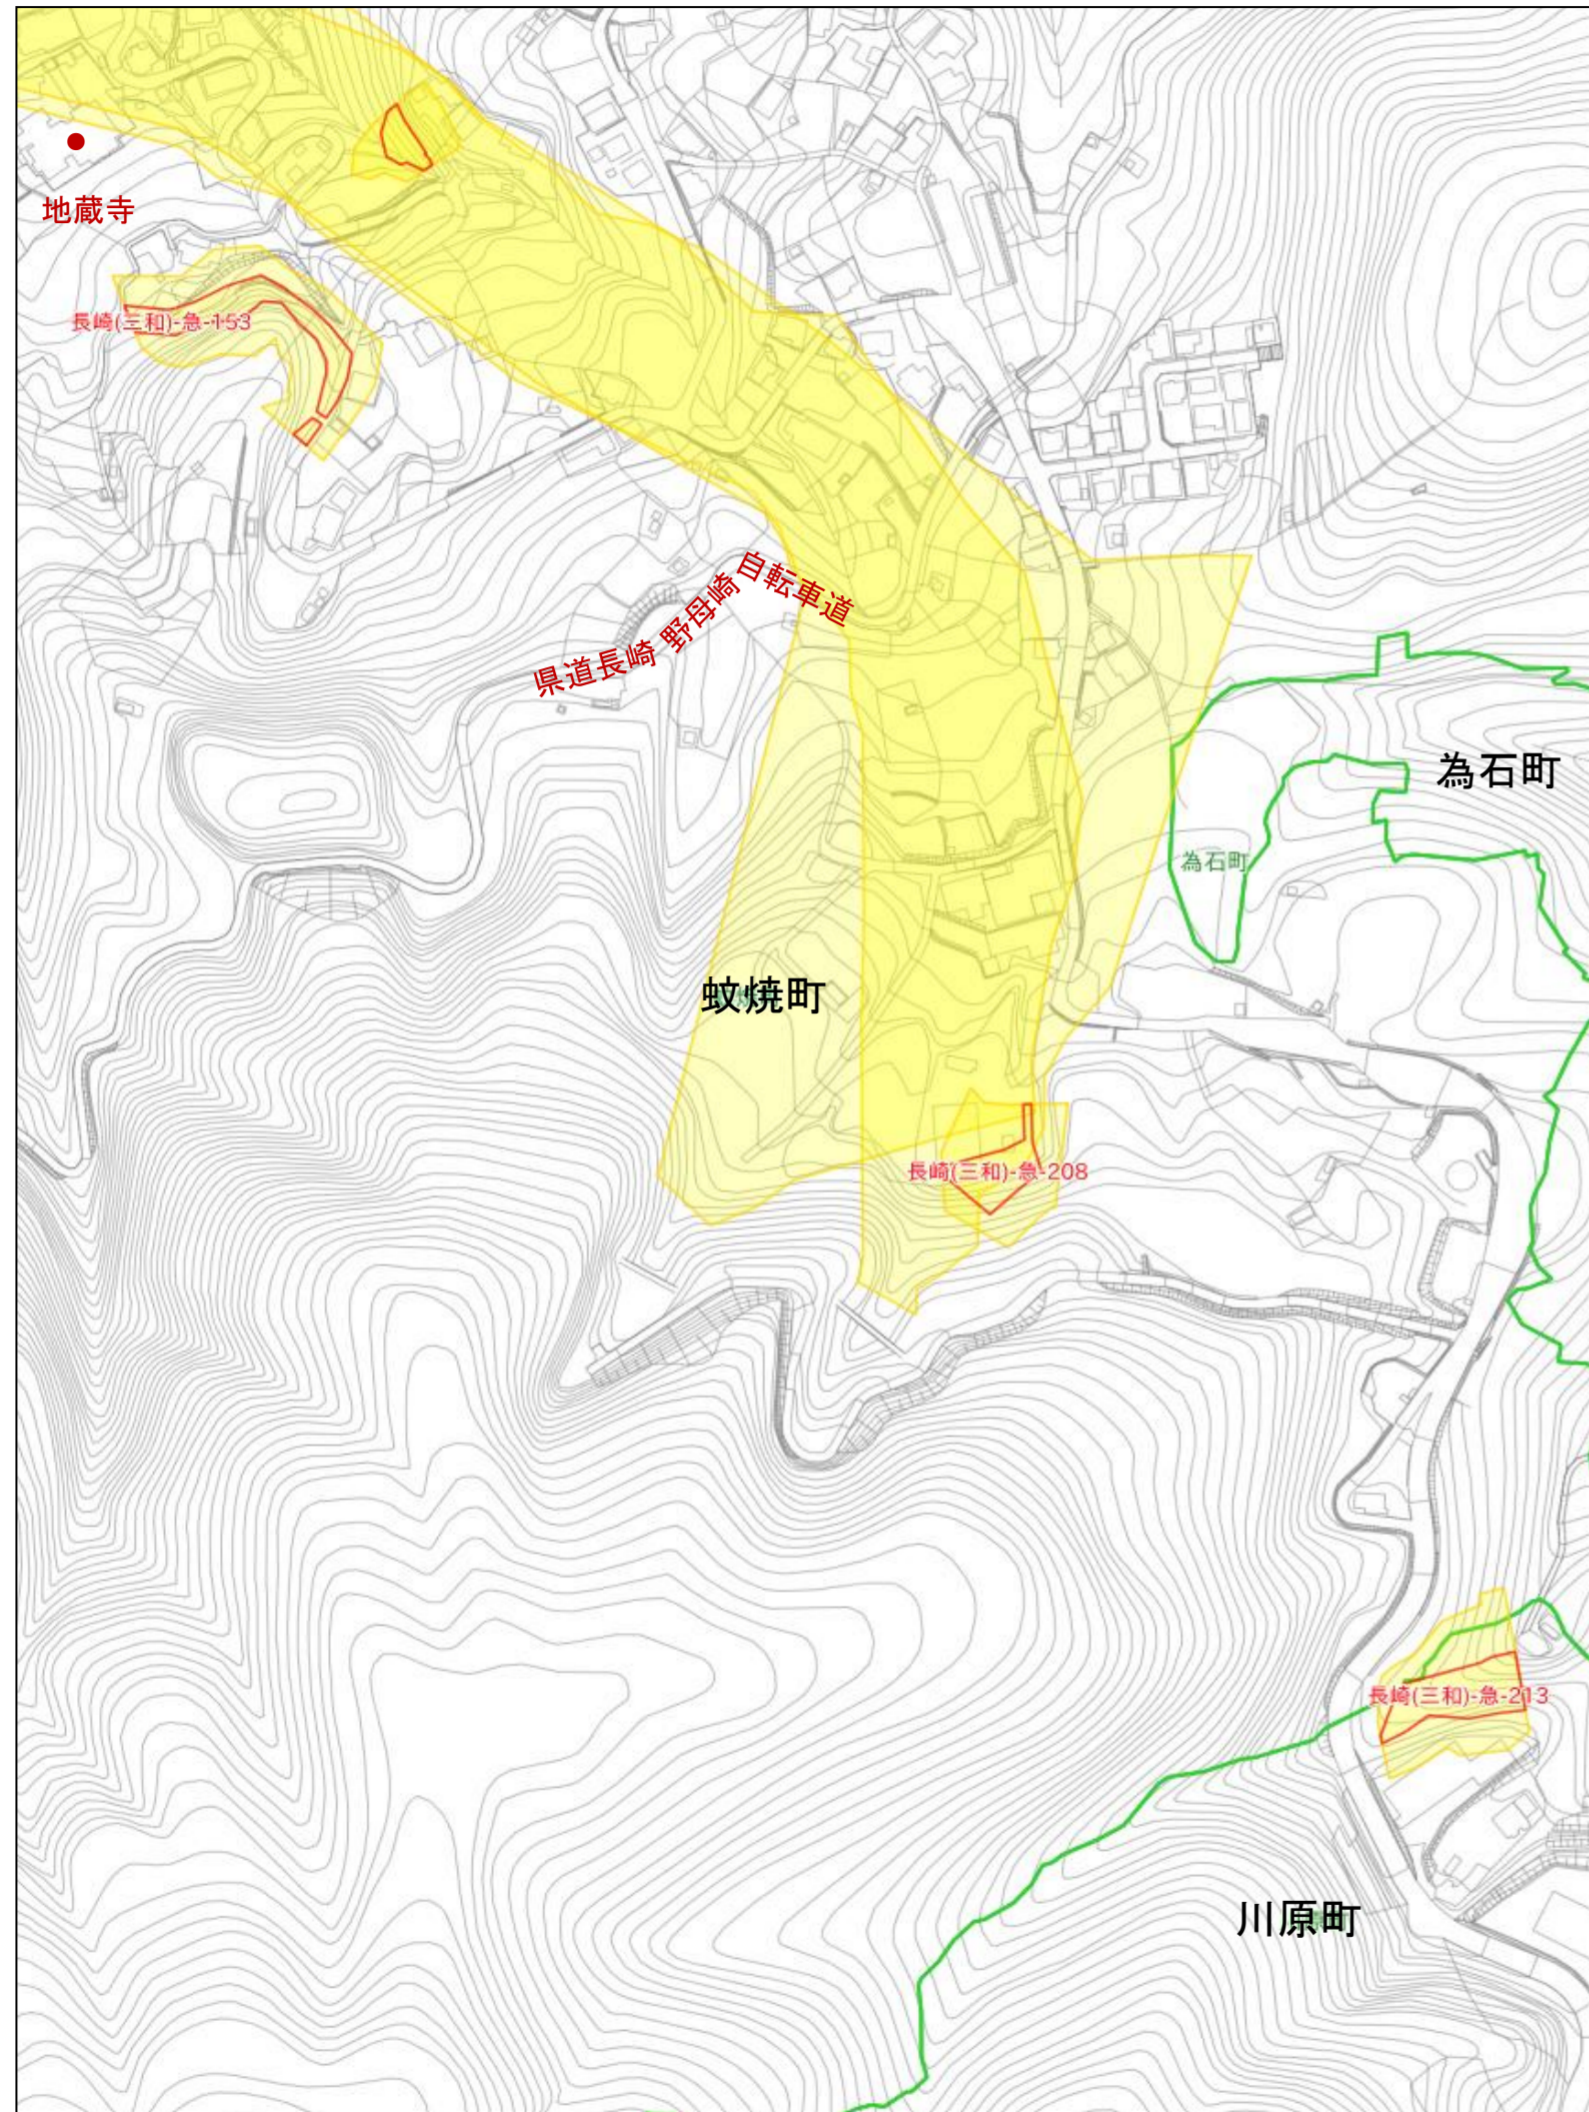 地蔵寺
長崎(三和)-急-153
県道長崎 野母崎 自転車道
為石町
為石町
蚊焼町
長崎(三和)-急-208
長崎(三和)-急-213
川原町